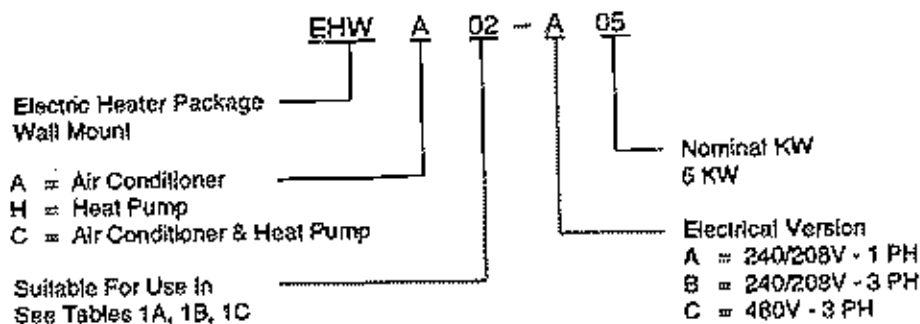 EHW A 02 - A 05
Electric Heater Package
Wall Mount
Nominal KW
5 KW
A = Air Conditioner
H = Heat Pump
C = Air Conditioner & Heat Pump
Electrical Version
A = 240/208V - 1 PH
B = 240/208V - 3 PH
C = 480V - 3 PH
Suitable For Use In
See Tables 1A, 1B, 1C